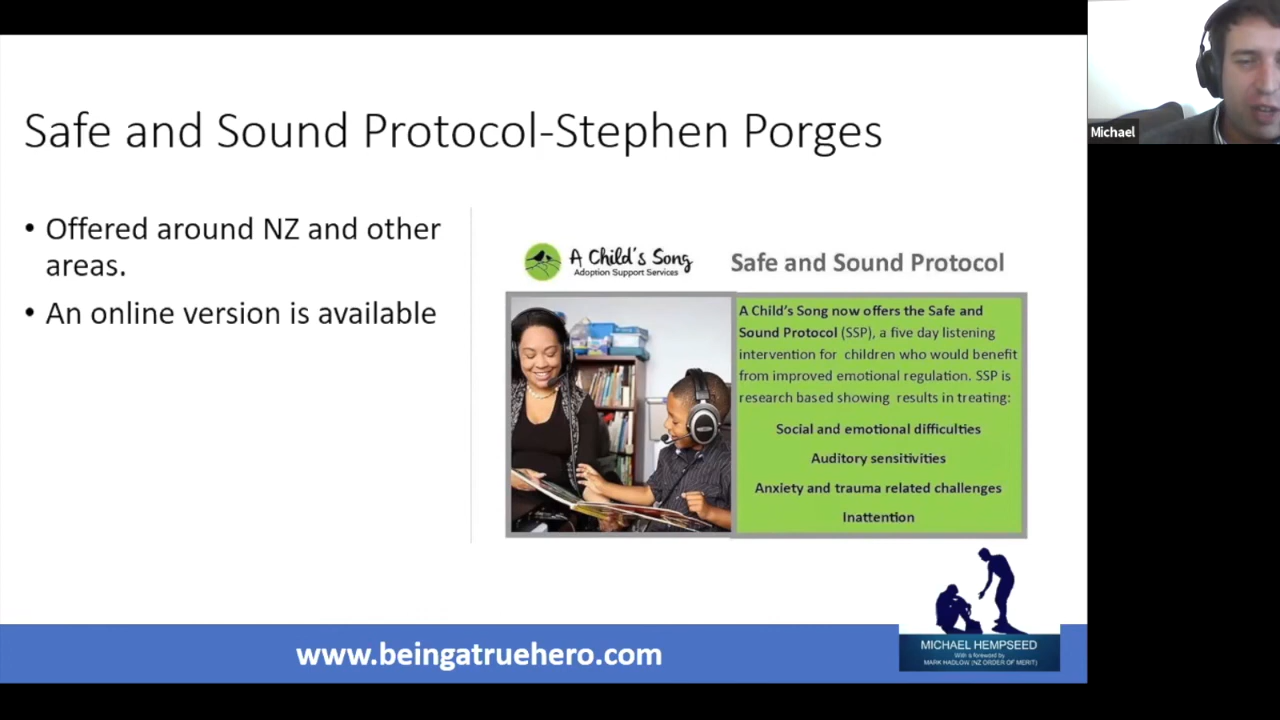 Safe and Sound Protocol-Stephen Porges
• Offered around NZ and other
areas.
• An online version is available
A Child's Song
Adoption Support Services
Safe and Sound Protocol
A Child's Song now offers the Safe and
Sound Protocol (SSP), a five day listening
intervention for children who would benefit
from improved emotional regulation. SSP is
research based showing results in treating:
Social and emotional difficulties
Auditory sensitivities
Anxiety and trauma related challenges
Inattention
MICHAEL HEMPSEED
With a foreword by
MARK HADLOW (NZ ORDER OF MERIT)
www.beingatruehero.com
Michael